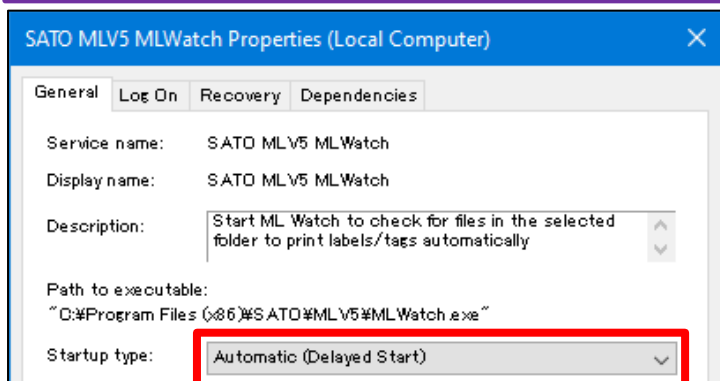 SATO MLV5 MLWatch Properties (Local Computer)
General Log On Recovery Dependencies
Service name: SATO MLV5 MLWatch
Display name: SATO MLV5 MLWatch
Description: Start ML Watch to check for files in the selected
folder to print labels/tags automatically
Path to executable:
"C:¥Program Files (x86)¥SATO¥MLV5¥MLWatch.exe"
Startup type: Automatic (Delayed Start)